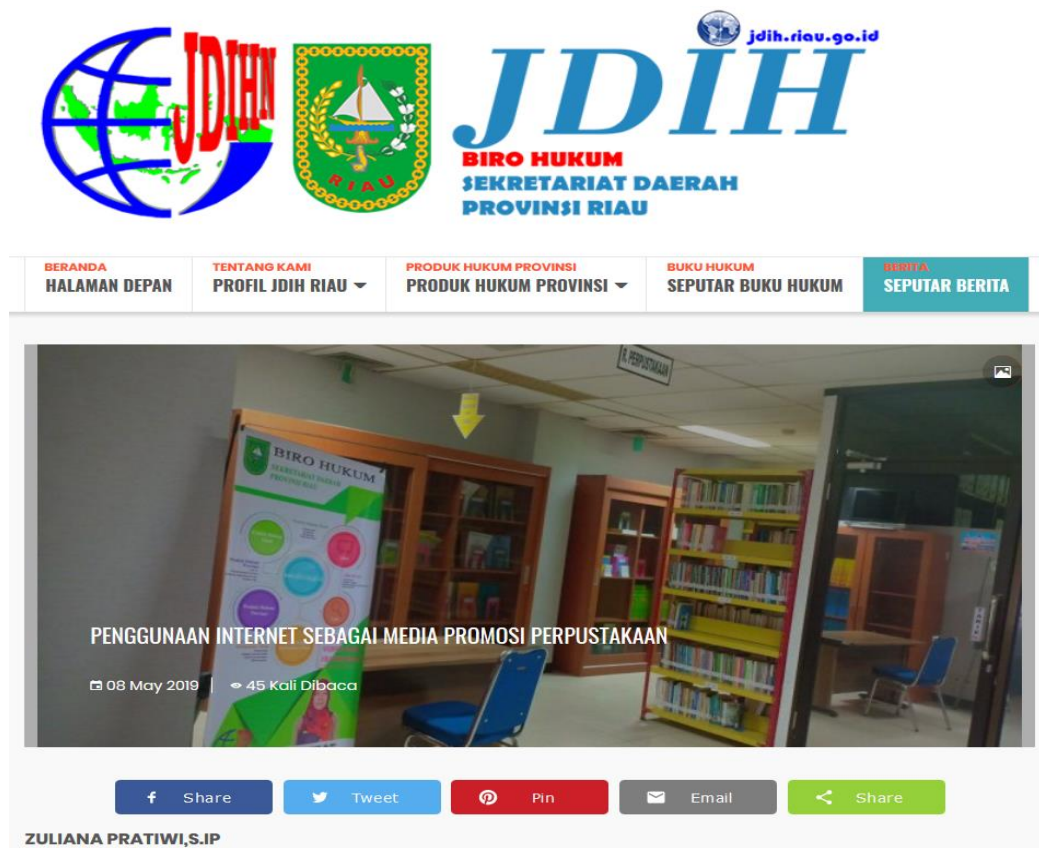 JDIHN
RIAU
jdih.riau.go.id
JDIH
BIRO HUKUM
SEKRETARIAT DAERAH
PROVINSI RIAU
BERANDA
HALAMAN DEPAN
TENTANG KAMI
PROFIL JDIH RIAU
PRODUK HUKUM PROVINSI
PRODUK HUKUM PROVINSI
BUKU HUKUM
SEPUTAR BUKU HUKUM
BERITA
SEPUTAR BERITA
R. PERPUSTAKAAN
BIRO HUKUM
SEKRETARIAT DAERAH
PROVINSI RIAU
PENGGUNAAN INTERNET SEBAGAI MEDIA PROMOSI PERPUSTAKAAN
08 May 2019 | 45 Kali Dibaca
Share
Tweet
Pin
Email
Share
ZULIANA PRATIWI,S.IP